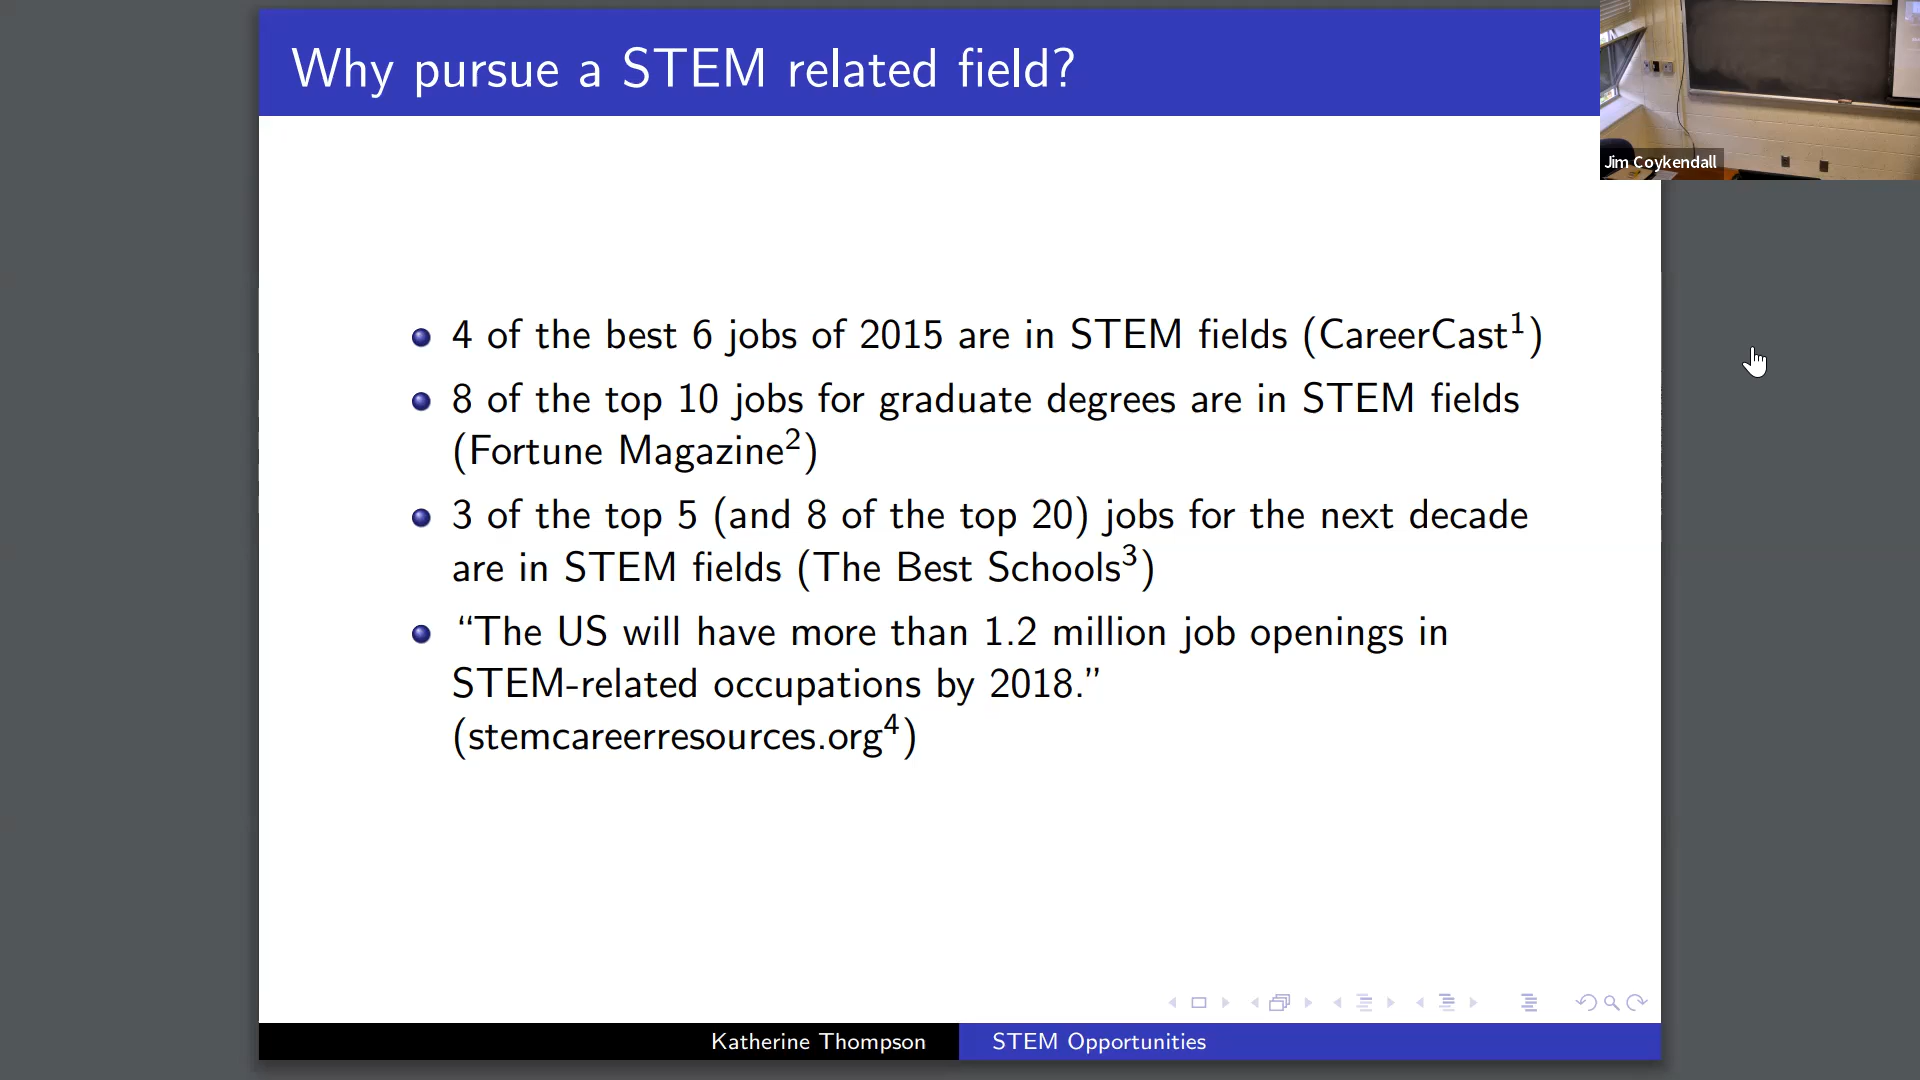 Why pursue a STEM related field?
Jim Coykendall
4 of the best 6 jobs of 2015 are in STEM fields (CareerCast¹)
8 of the top 10 jobs for graduate degrees are in STEM fields
(Fortune Magazine²)
3 of the top 5 (and 8 of the top 20) jobs for the next decade
are in STEM fields (The Best Schools³)
“The US will have more than 1.2 million job openings in
STEM-related occupations by 2018.”
(stemcareerresources.org⁴)
Katherine Thompson
STEM Opportunities